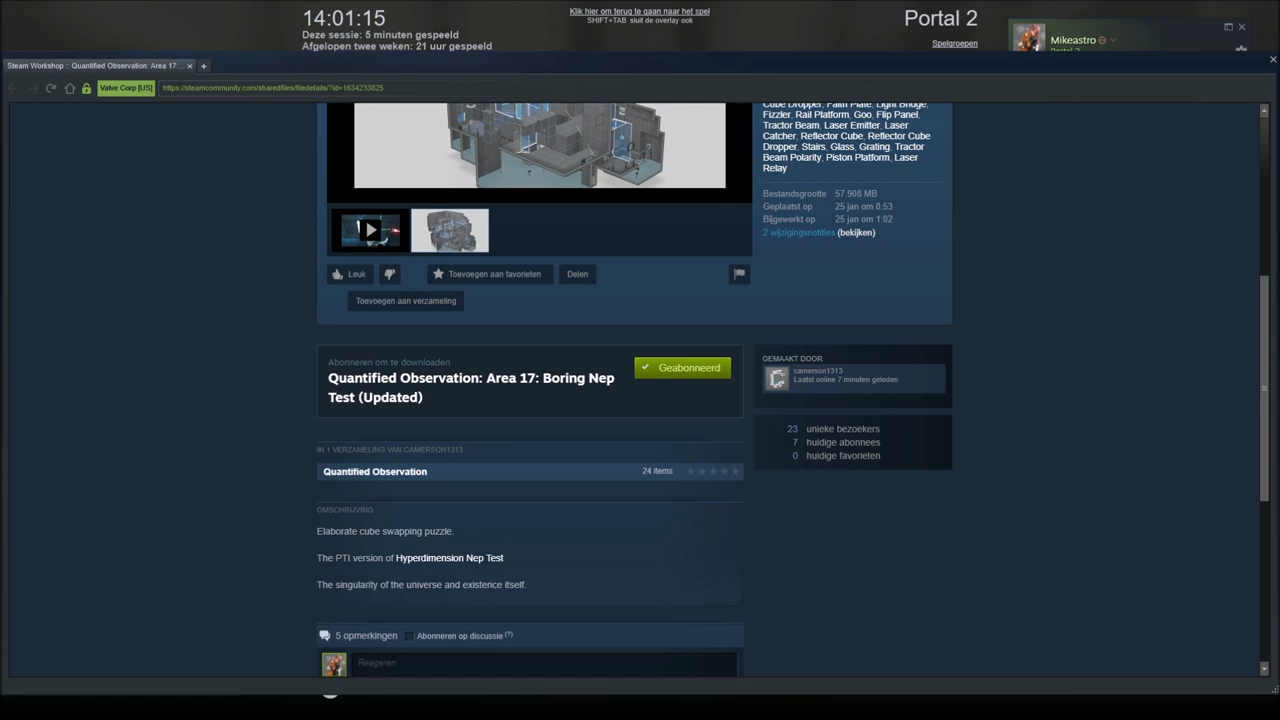 14:01:15
Deze sessie: 5 minuten gespeeld
Afgelopen twee weken: 21 uur gespeeld
Klik hier om terug te gaan naar het spel
SHIFT+TAB sluit de overlay ook
Portal 2
Spelgroepen
Mikeastro
Steam Workshop :: Quantified Observation: Area 17:...
Valve Corp [US]
https://steamcommunity.com/sharedfiles/filedetails/?id=1634233825
Cube Dropper, Faith Plate, Light Bridge,
Fizzler, Rail Platform, Goo, Flip Panel,
Tractor Beam, Laser Emitter, Laser
Catcher, Reflector Cube, Reflector Cube
Dropper, Stairs, Glass, Grating, Tractor
Beam Polarity, Piston Platform, Laser
Relay
Bestandsgrootte 57.908 MB
Geplaatst op 25 jan om 0:53
Bijgewerkt op 25 jan om 1:02
2 wijzigingsnotities (bekijken)
Leuk
Toevoegen aan favorieten
Delen
Toevoegen aan verzameling
Abonneren om te downloaden
Quantified Observation: Area 17: Boring Nep
Test (Updated)
Geabonneerd
GEMAAKT DOOR
camerson1313
Laatst online 7 minuten geleden
23 unieke bezoekers
7 huidige abonnees
0 huidige favorieten
IN 1 VERZAMELING VAN CAMERSON1313
Quantified Observation
24 items
OMSCHRIJVING
Elaborate cube swapping puzzle.
The PTI version of Hyperdimension Nep Test
The singularity of the universe and existence itself.
5 opmerkingen
Abonneren op discussie (?)
Reageren